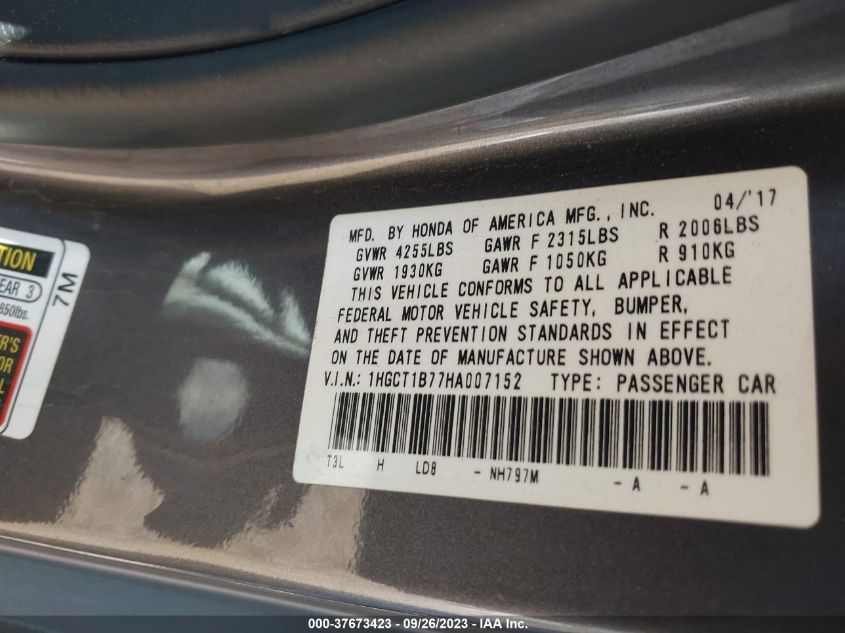 MFD. BY HONDA OF AMERICA MFG., INC. 04/'17
GVWR 4255LBS GAWR F 2315LBS R 2006LBS
GVWR 1930KG GAWR F 1050KG R 910KG
THIS VEHICLE CONFORMS TO ALL APPLICABLE
FEDERAL MOTOR VEHICLE SAFETY, BUMPER,
AND THEFT PREVENTION STANDARDS IN EFFECT
ON THE DATE OF MANUFACTURE SHOWN ABOVE.
V.I.N.: 1HGCT1B77HA007152 TYPE: PASSENGER CAR
T3L H LD8 - NH797M - A - A
7M
EAR 3
850lbs.
000-37673423 - 09/26/2023 - IAA Inc.